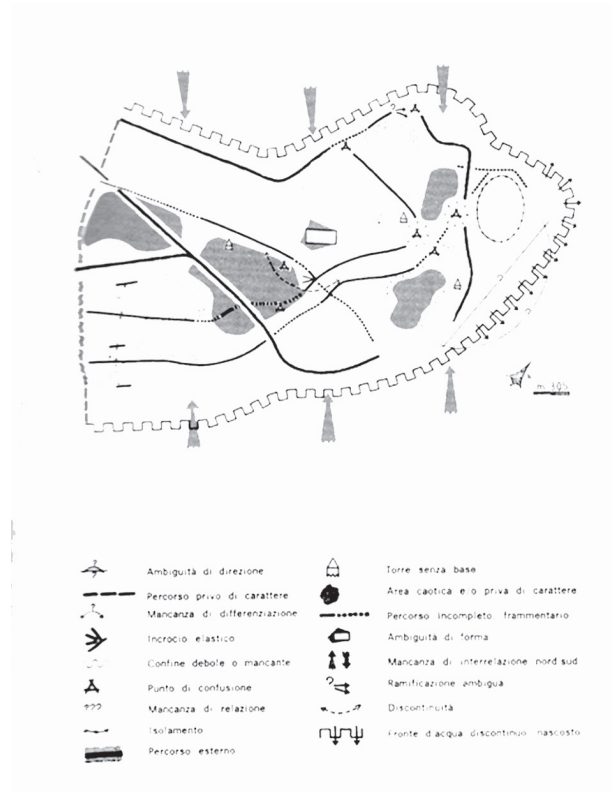 m 305
Ambiguità di direzione
Percorso privo di carattere
Mancanza di differenziazione
Incrocio elastico
Confine debole o mancante
Punto di confusione
Mancanza di relazione
Isolamento
Percorso esterno
Torre senza base
Area caotica e o priva di carattere
Percorso incompleto frammentario
Ambiguità di forma
Mancanza di interrelazione nord sud
Ramificazione ambigua
Discontinuità
Fronte d'acqua discontinuo nascosto